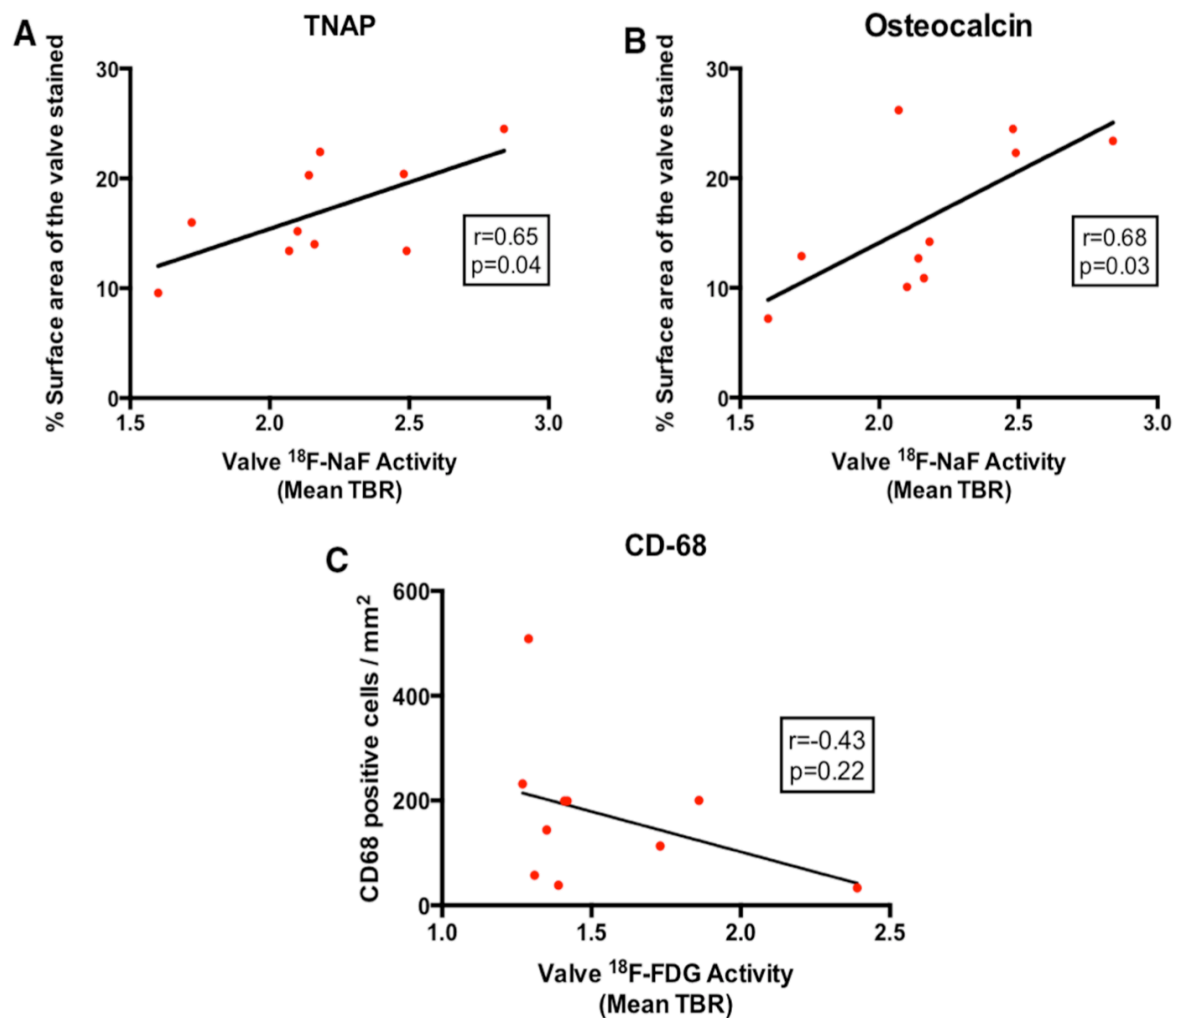 A
TNAP
% Surface area of the valve stained
30
20
10
0
1.5 2.0 2.5 3.0
r=0.65
p=0.04
Valve ¹⁸F-NaF Activity
(Mean TBR)
B
Osteocalcin
% Surface area of the valve stained
30
20
10
0
1.5 2.0 2.5 3.0
r=0.68
p=0.03
Valve ¹⁸F-NaF Activity
(Mean TBR)
C
CD-68
CD68 positive cells / mm²
600
400
200
0
1.0 1.5 2.0 2.5
r=-0.43
p=0.22
Valve ¹⁸F-FDG Activity
(Mean TBR)